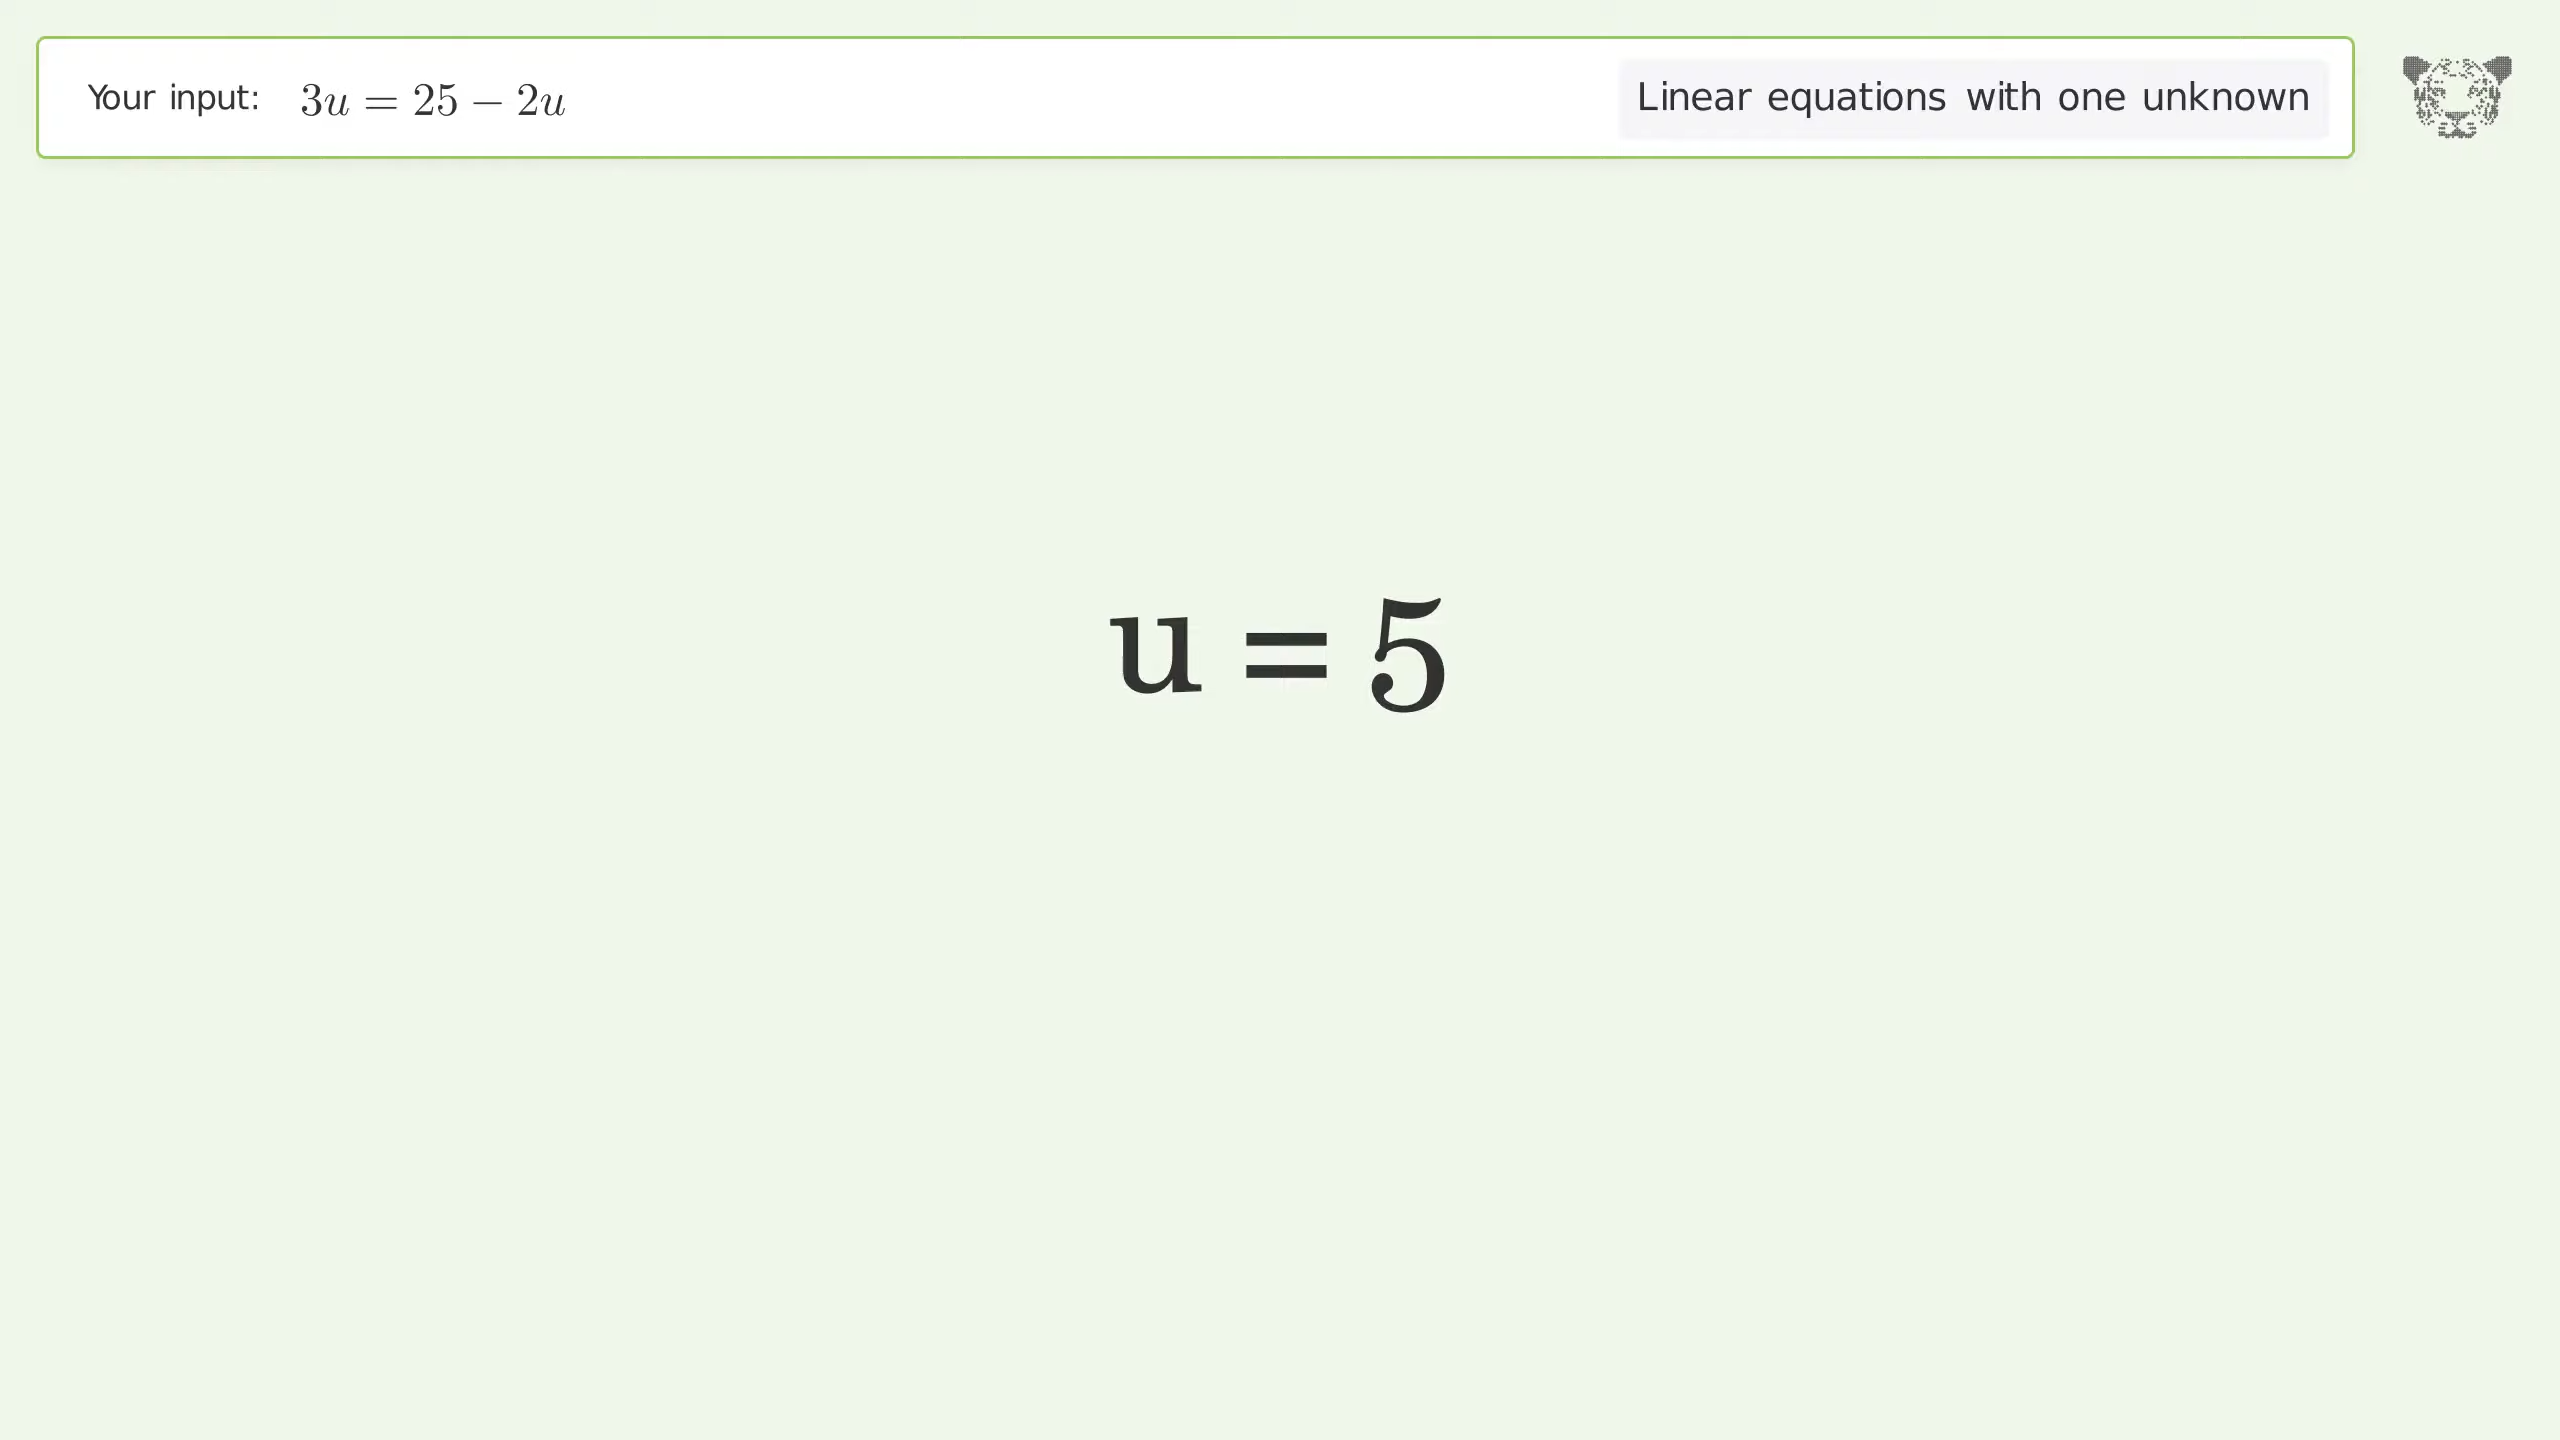 Your input: 3u = 25 − 2u
Linear equations with one unknown
u = 5